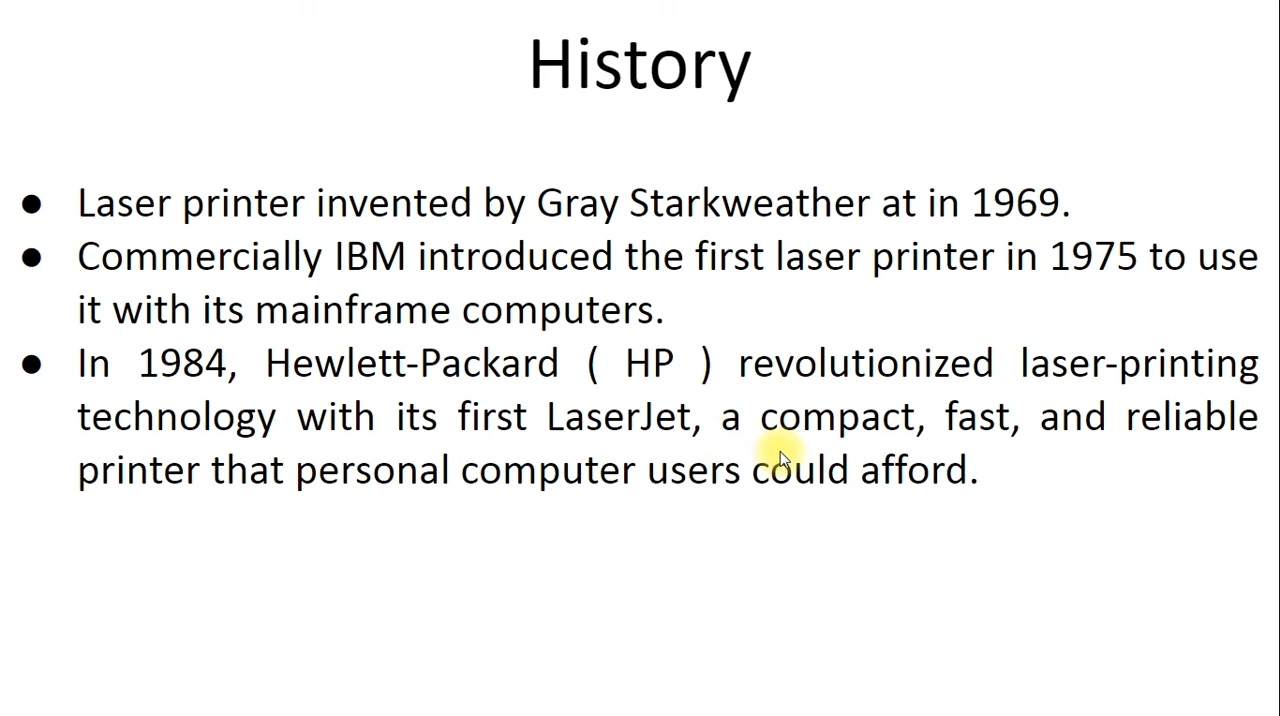 History
● Laser printer invented by Gray Starkweather at in 1969.
● Commercially IBM introduced the first laser printer in 1975 to use
it with its mainframe computers.
● In 1984, Hewlett-Packard ( HP ) revolutionized laser-printing
technology with its first LaserJet, a compact, fast, and reliable
printer that personal computer users could afford.